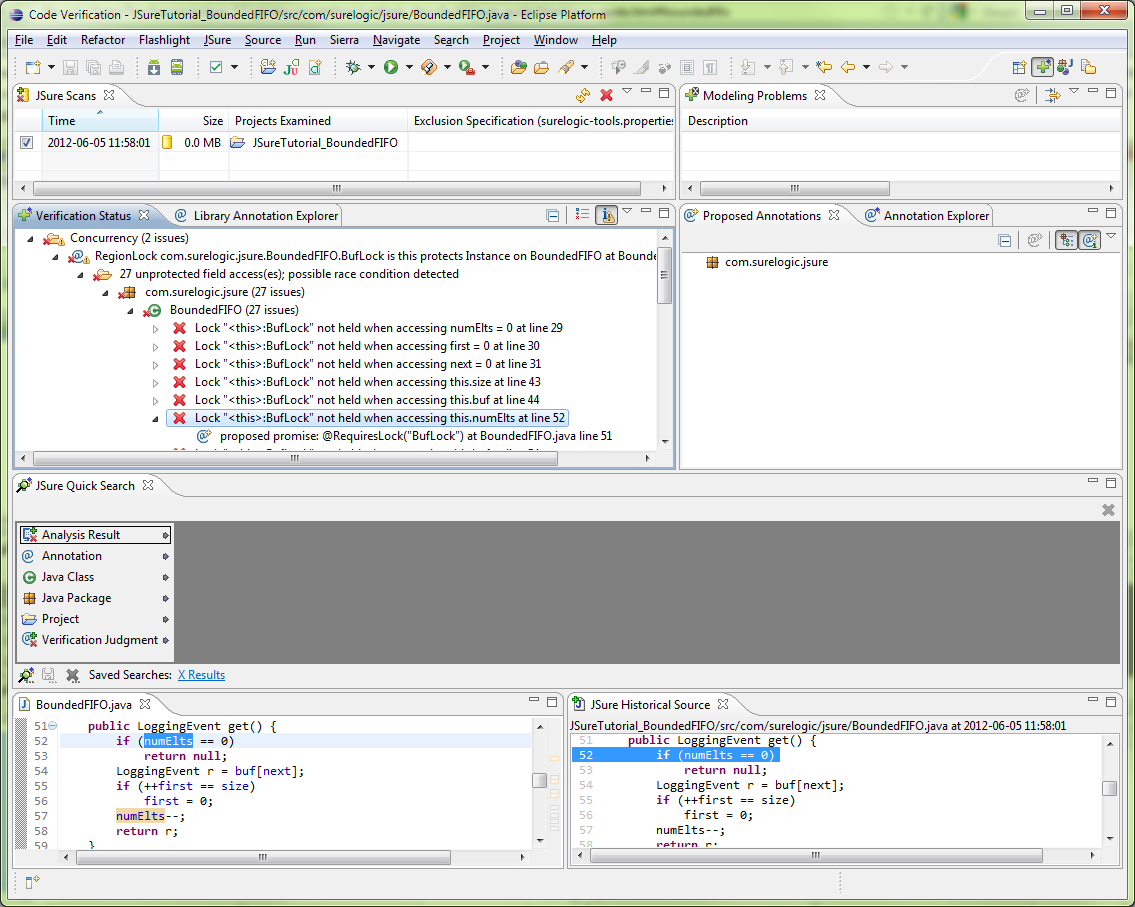 Code Verification - JSureTutorial_BoundedFIFO/src/com/surelogic/jsure/BoundedFIFO.java - Eclipse Platform
File Edit Refactor Flashlight JSure Source Run Sierra Navigate Search Project Window Help
JSure Scans
Time Size Projects Examined Exclusion Specification (surelogic-tools.properties
2012-06-05 11:58:01 0.0 MB JSureTutorial_BoundedFIFO
Modeling Problems
Description
Verification Status Library Annotation Explorer
Concurrency (2 issues)
RegionLock com.surelogic.jsure.BoundedFIFO.BufLock is this protects Instance on BoundedFIFO at Bounde
27 unprotected field access(es); possible race condition detected
com.surelogic.jsure (27 issues)
BoundedFIFO (27 issues)
Lock "<this>:BufLock" not held when accessing numElts = 0 at line 29
Lock "<this>:BufLock" not held when accessing first = 0 at line 30
Lock "<this>:BufLock" not held when accessing next = 0 at line 31
Lock "<this>:BufLock" not held when accessing this.size at line 43
Lock "<this>:BufLock" not held when accessing this.buf at line 44
Lock "<this>:BufLock" not held when accessing this.numElts at line 52
proposed promise: @RequiresLock("BufLock") at BoundedFIFO.java line 51
Proposed Annotations Annotation Explorer
com.surelogic.jsure
JSure Quick Search
Analysis Result
Annotation
Java Class
Java Package
Project
Verification Judgment
Saved Searches: X Results
BoundedFIFO.java
51 public LoggingEvent get() {
52 if (numElts == 0)
53 return null;
54 LoggingEvent r = buf[next];
55 if (++first == size)
56 first = 0;
57 numElts--;
58 return r;
59 }
JSure Historical Source
JSureTutorial_BoundedFIFO/src/com/surelogic/jsure/BoundedFIFO.java at 2012-06-05 11:58:01
51 public LoggingEvent get() {
52 if (numElts == 0)
53 return null;
54 LoggingEvent r = buf[next];
55 if (++first == size)
56 first = 0;
57 numElts--;
58 return r;